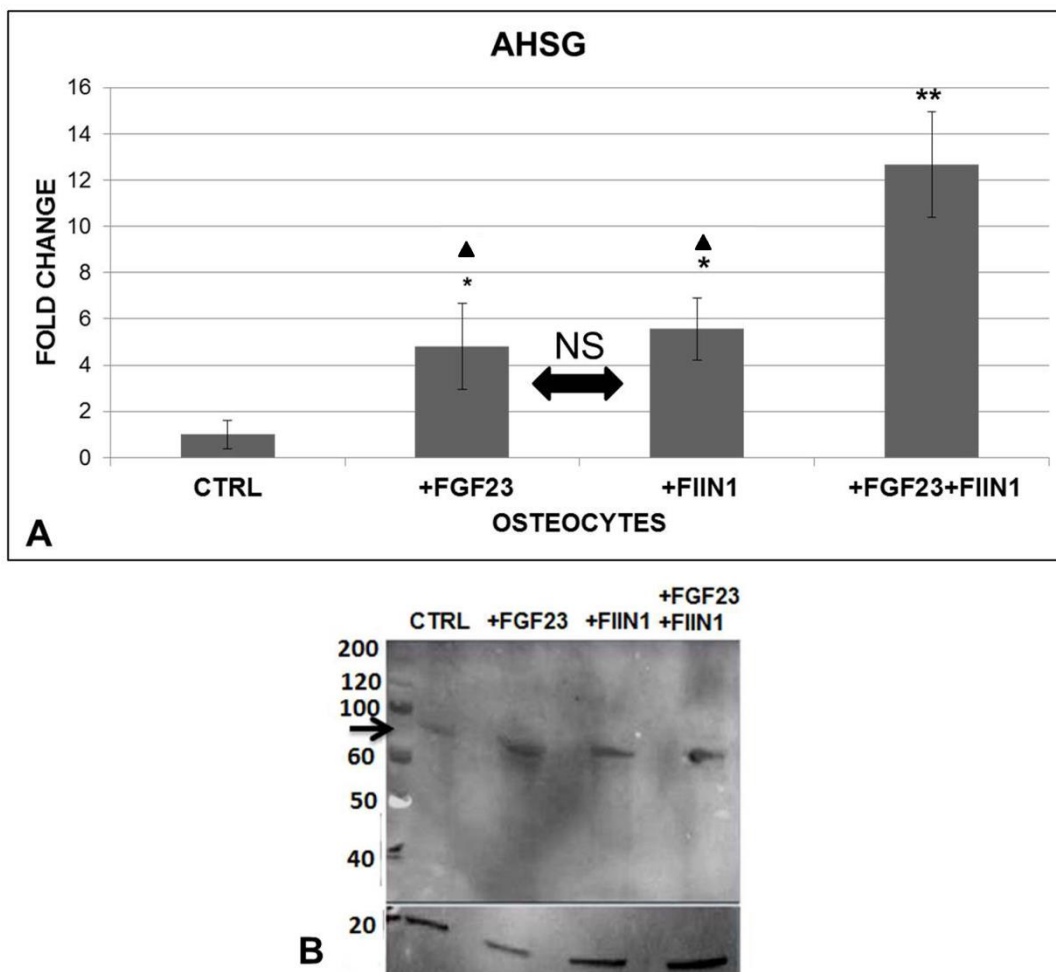 AHSG
16
14
12
10
8
6
4
2
0
FOLD CHANGE
**
*
*
NS
CTRL +FGF23 +FIIN1 +FGF23+FIIN1
OSTEOCYTES
A
CTRL +FGF23 +FIIN1 +FGF23
+FIIN1
200
120
100
60
50
40
20
B